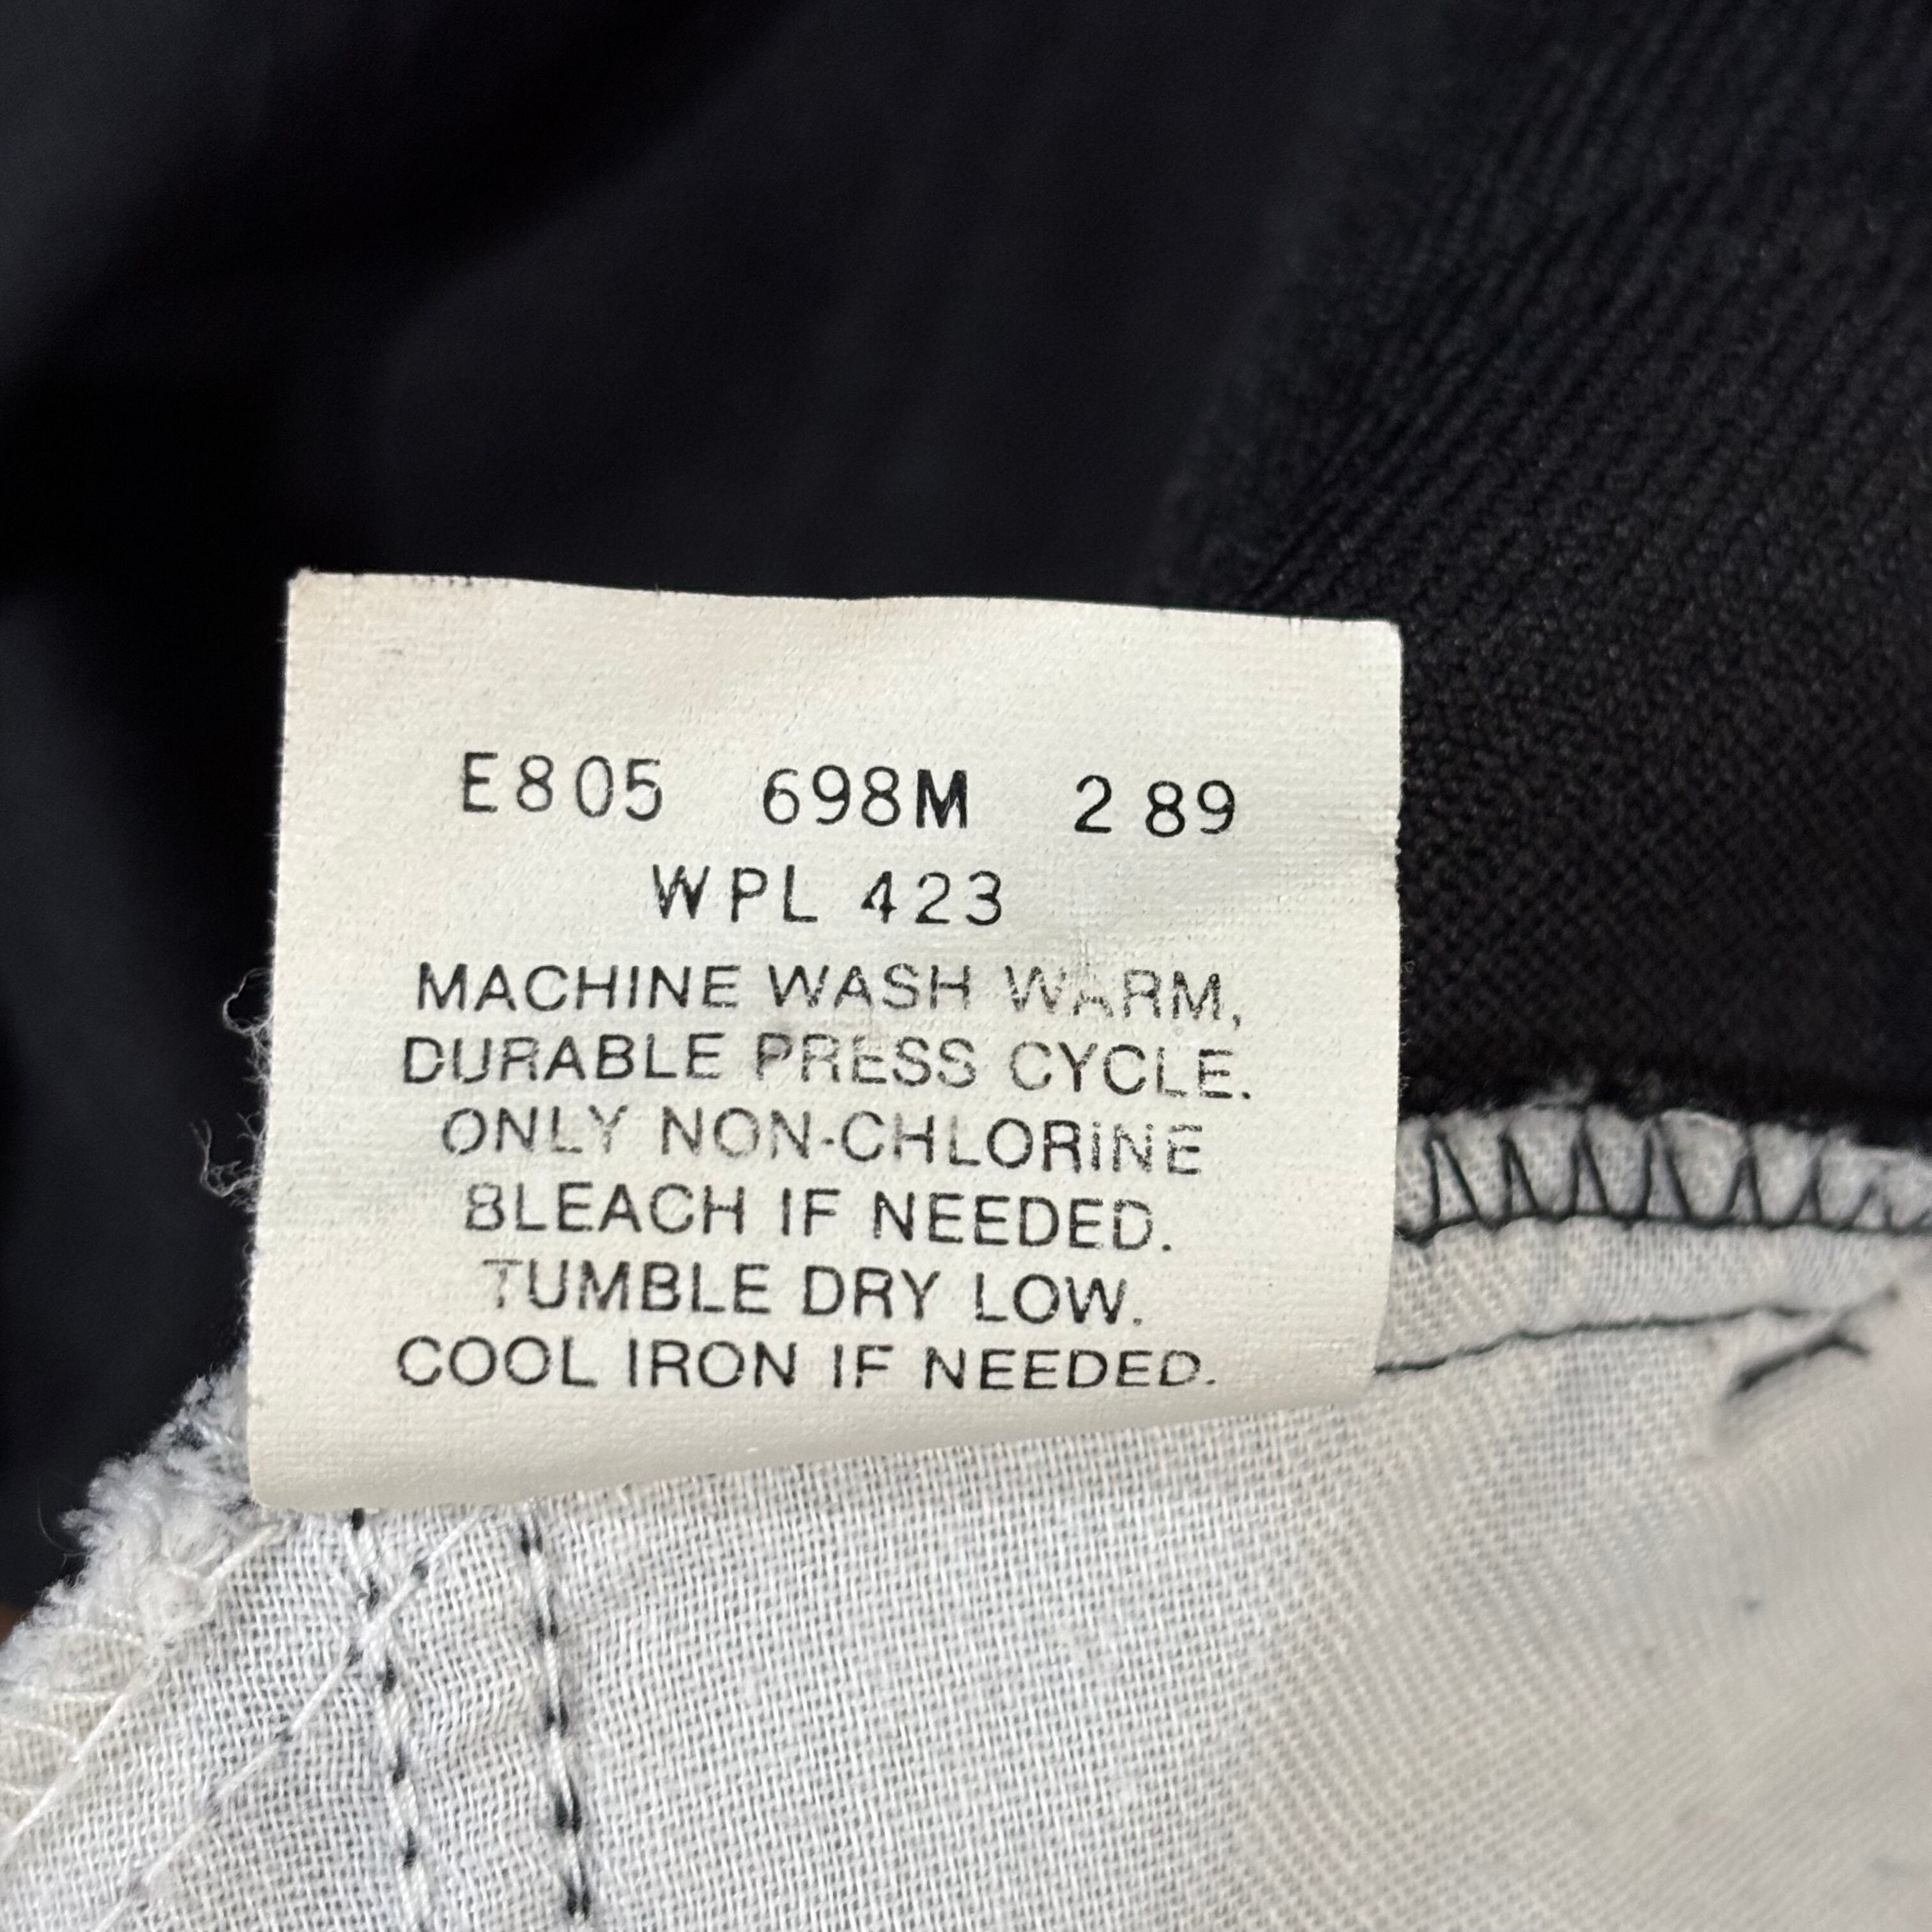 E805 698M 2 89
WPL 423
MACHINE WASH WARM,
DURABLE PRESS CYCLE.
ONLY NON-CHLORINE
BLEACH IF NEEDED.
TUMBLE DRY LOW.
COOL IRON IF NEEDED.